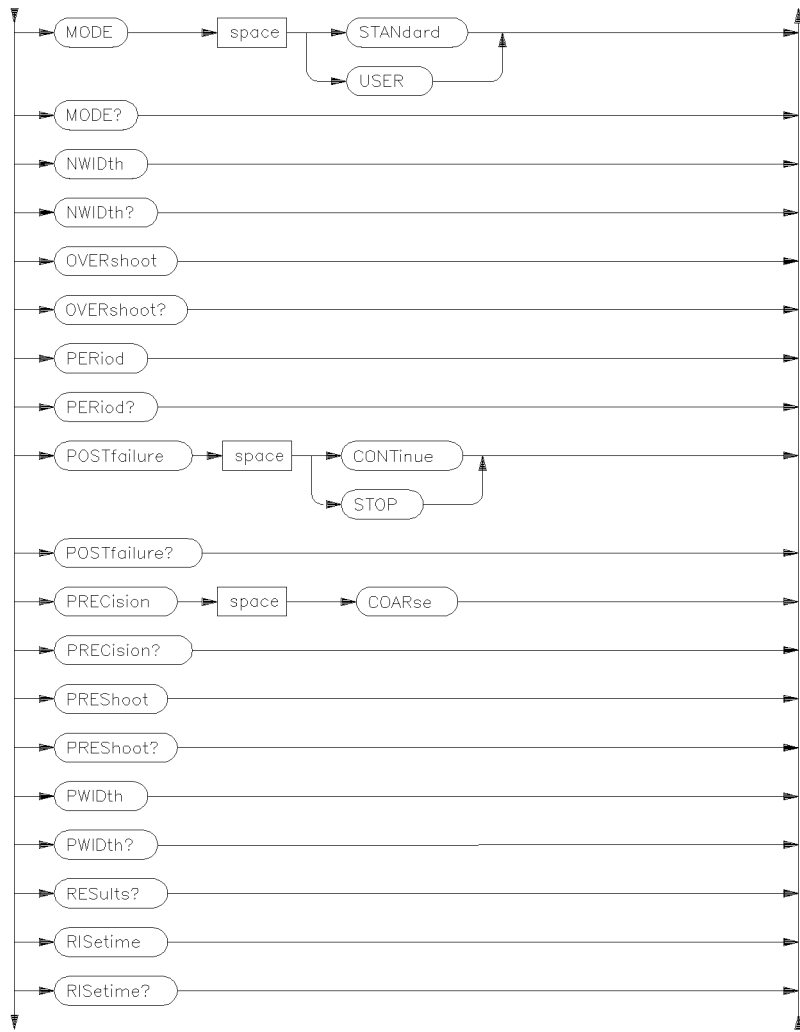 MODE space STANdard
USER
MODE?
NWIDth
NWIDth?
OVERshoot
OVERshoot?
PERiod
PERiod?
POSTfailure space CONTinue
STOP
POSTfailure?
PRECision space COARse
PRECision?
PREShoot
PREShoot?
PWIDth
PWIDth?
RESults?
RISetime
RISetime?